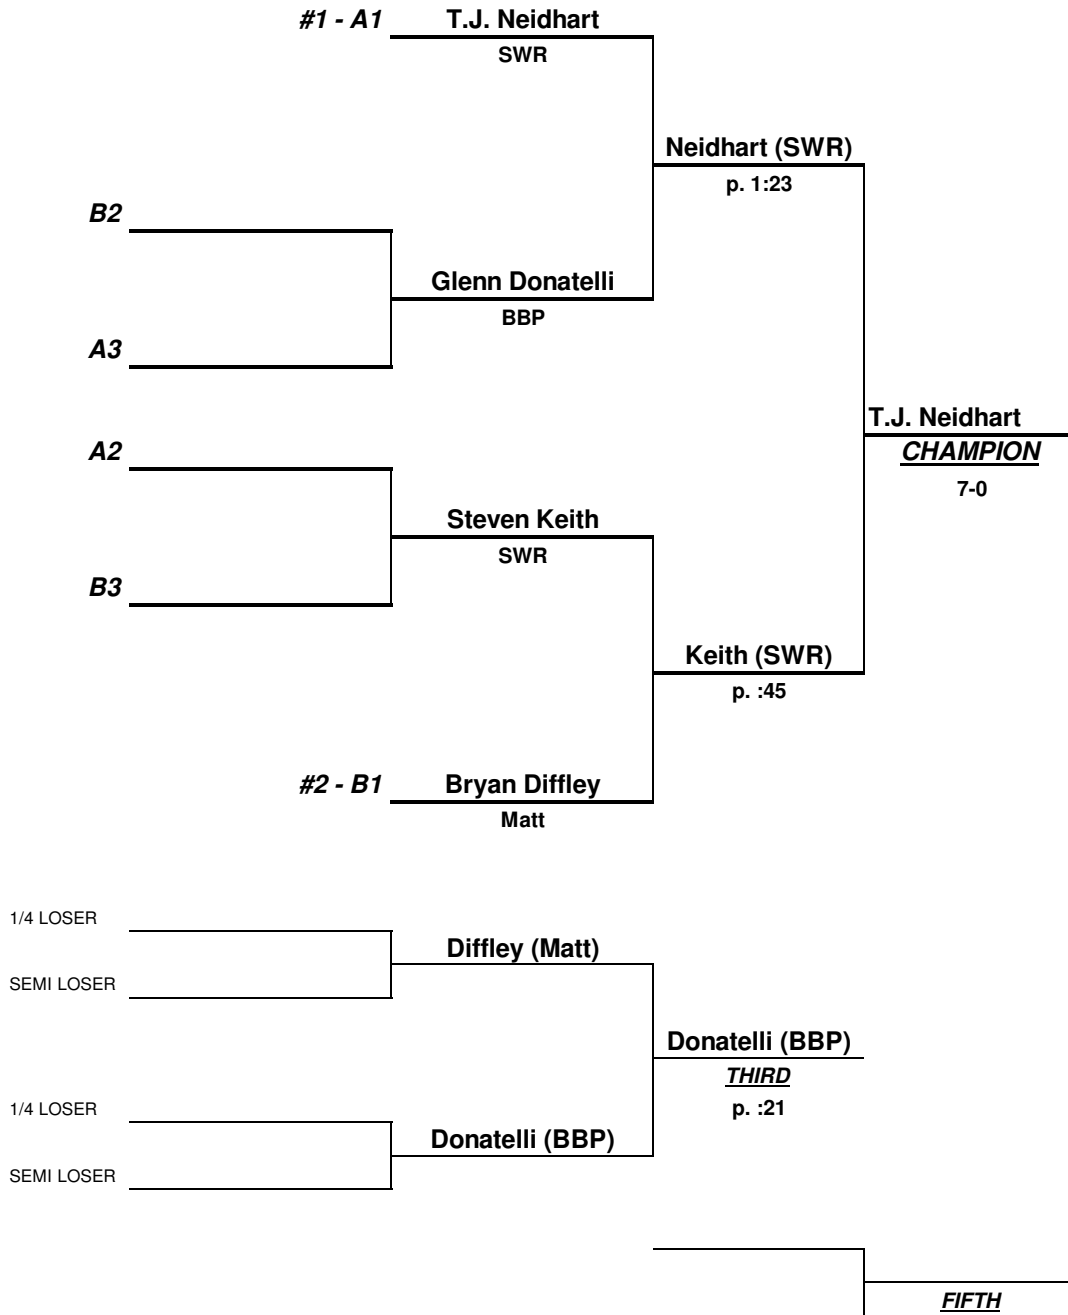 #1 - A1 T.J. Neidhart
SWR
Neidhart (SWR)
p. 1:23
B2
Glenn Donatelli
BBP
A3
T.J. Neidhart
A2
CHAMPION
7-0
Steven Keith
SWR
B3
Keith (SWR)
p. :45
#2 - B1 Bryan Diffley
Matt
1/4 LOSER
Diffley (Matt)
SEMI LOSER
Donatelli (BBP)
THIRD
p. :21
1/4 LOSER
Donatelli (BBP)
SEMI LOSER
FIFTH